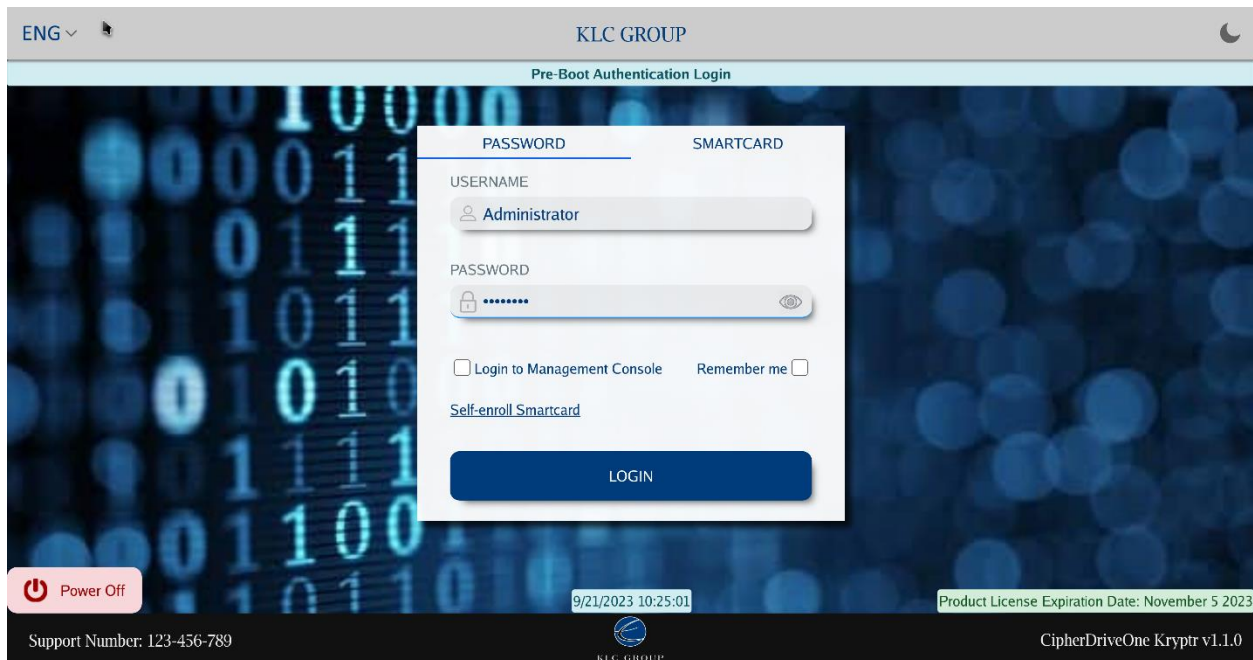 ENG
KLC GROUP
Pre-Boot Authentication Login
PASSWORD SMARTCARD
USERNAME
Administrator
PASSWORD
Login to Management Console Remember me
Self-enroll Smartcard
LOGIN
Power Off
9/21/2023 10:25:01
Product License Expiration Date: November 5 2023
Support Number: 123-456-789
KLC GROUP
CipherDriveOne Kryptr v1.1.0